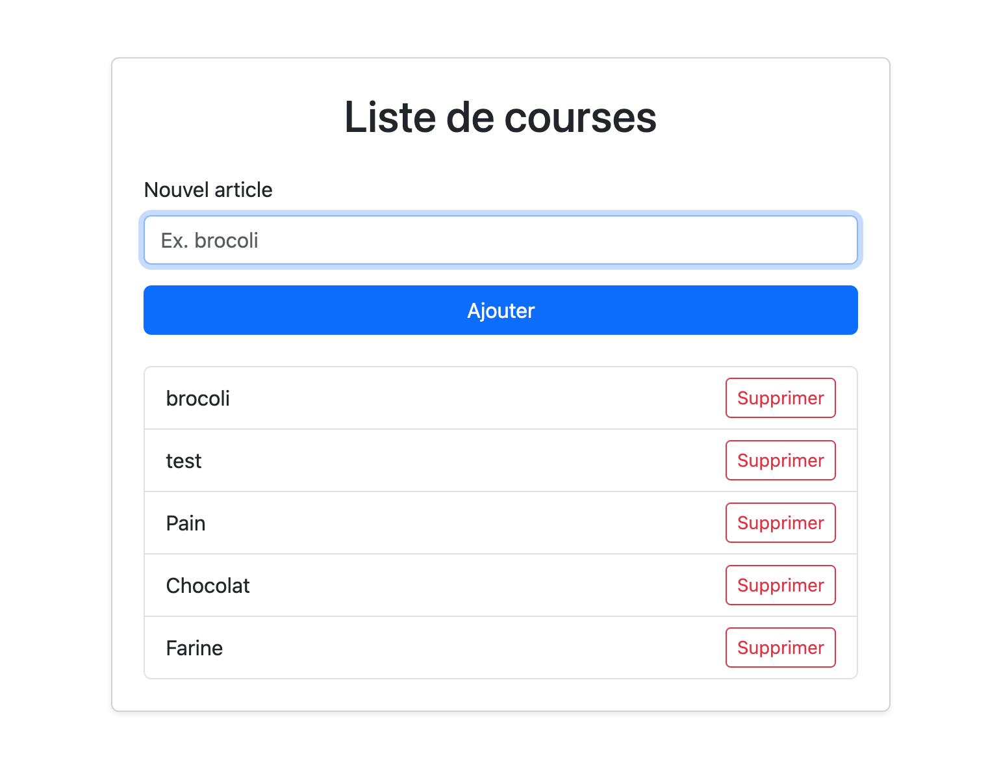 Liste de courses
Nouvel article
Ex. brocoli
Ajouter
brocoli Supprimer
test Supprimer
Pain Supprimer
Chocolat Supprimer
Farine Supprimer